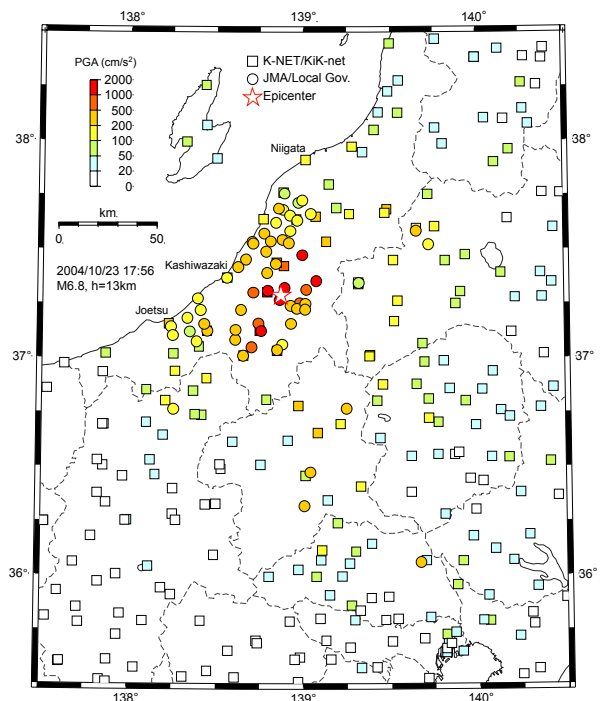 138° 139° 140°
PGA (cm/s²)
2000
1000
500
200
100
50
20
0
K-NET/KiK-net
JMA/Local Gov.
Epicenter
Niigata
38° 38°
km.
0. 50.
Kashiwazaki
2004/10/23 17:56
M6.8, h=13km
Joetsu
37° 37°
36° 36°
138° 139° 140°